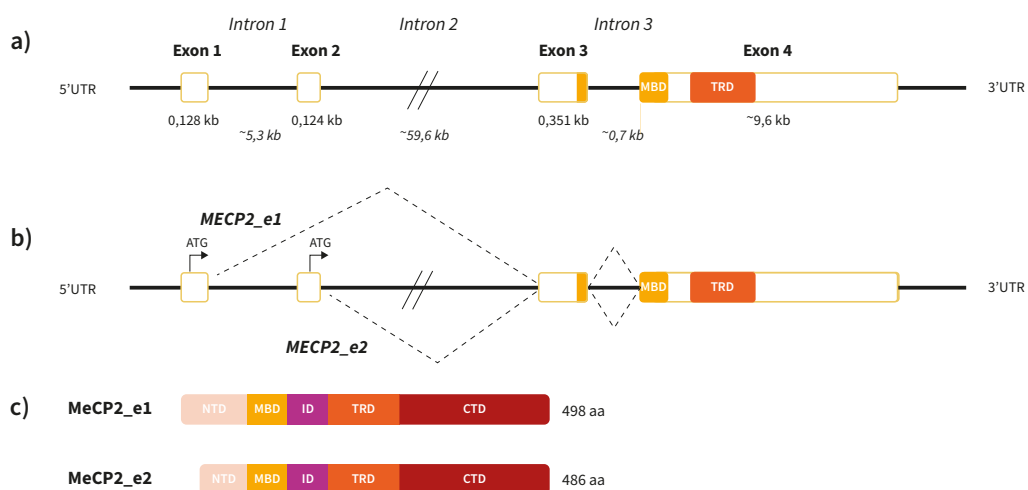 Intron 1 Intron 2 Intron 3
a)
Exon 1 Exon 2 Exon 3 Exon 4
5’UTR MBD TRD 3’UTR
0,128 kb 0,124 kb 0,351 kb ~9,6 kb
~5,3 kb ~59,6 kb ~0,7 kb
MECP2_e1
b)
ATG ATG
5’UTR MBD TRD 3’UTR
MECP2_e2
c) MeCP2_e1 NTD MBD ID TRD CTD 498 aa
MeCP2_e2 NTD MBD ID TRD CTD 486 aa